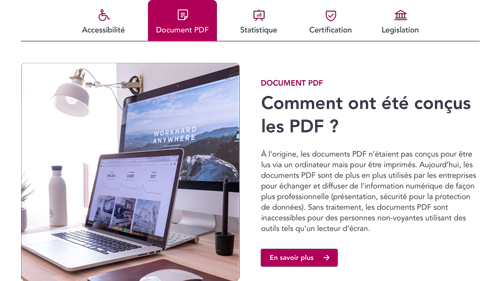 Accessibilité
Document PDF
Statistique
Certification
Legislation
WORK HARD
ANYWHERE
DOCUMENT PDF
Comment ont été conçus
les PDF ?
À l'origine, les documents PDF n'étaient pas conçus pour être
lus via un ordinateur mais pour être imprimés. Aujourd'hui, les
documents PDF sont de plus en plus utilisés par les entreprises
pour échanger et diffuser de l'information numérique de façon
plus professionnelle (présentation, sécurité pour la protection
de données). Sans traitement, les documents PDF sont
inaccessibles pour des personnes non-voyantes utilisant des
outils tels qu'un lecteur d'écran.
En savoir plus